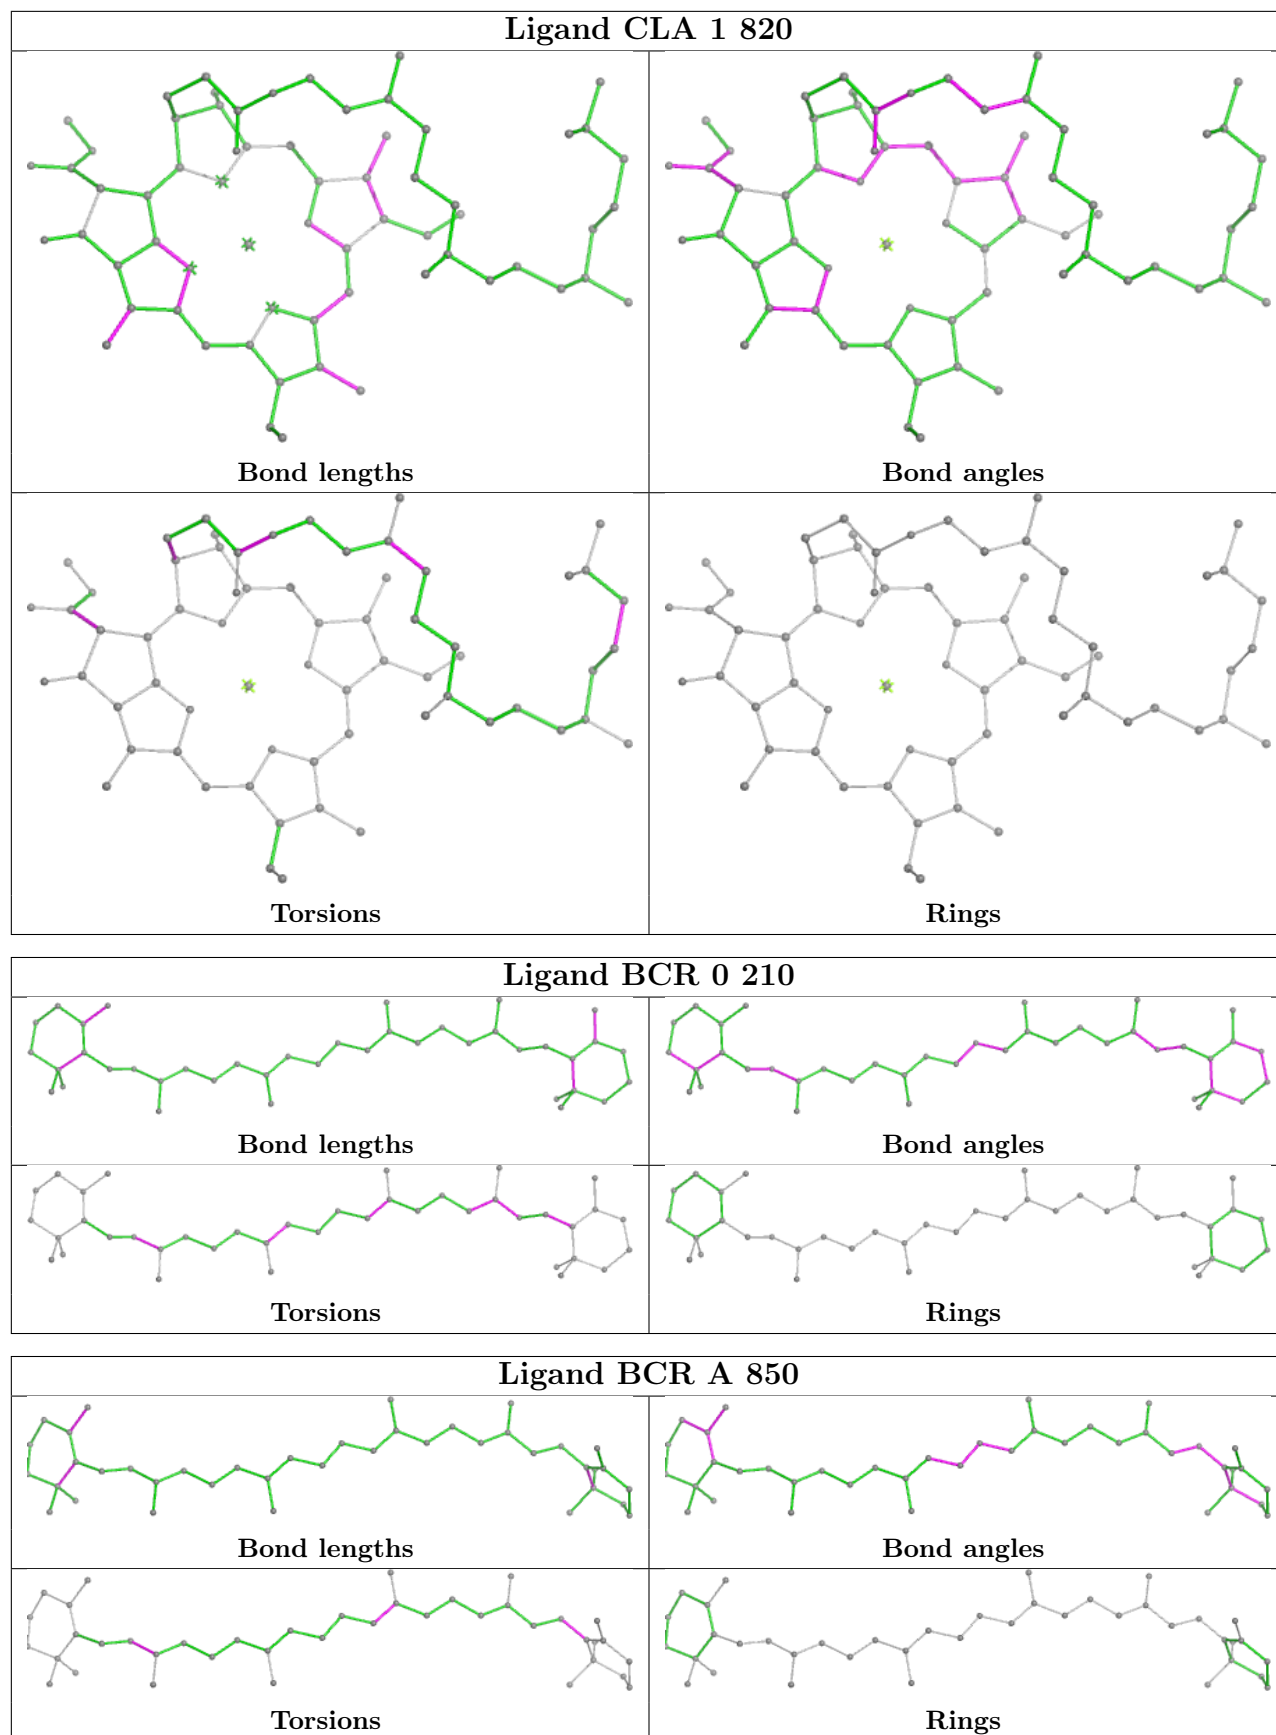 Ligand CLA 1 820
Bond lengths
Bond angles
Torsions
Rings
Ligand BCR 0 210
Bond lengths
Bond angles
Torsions
Rings
Ligand BCR A 850
Bond lengths
Bond angles
Torsions
Rings